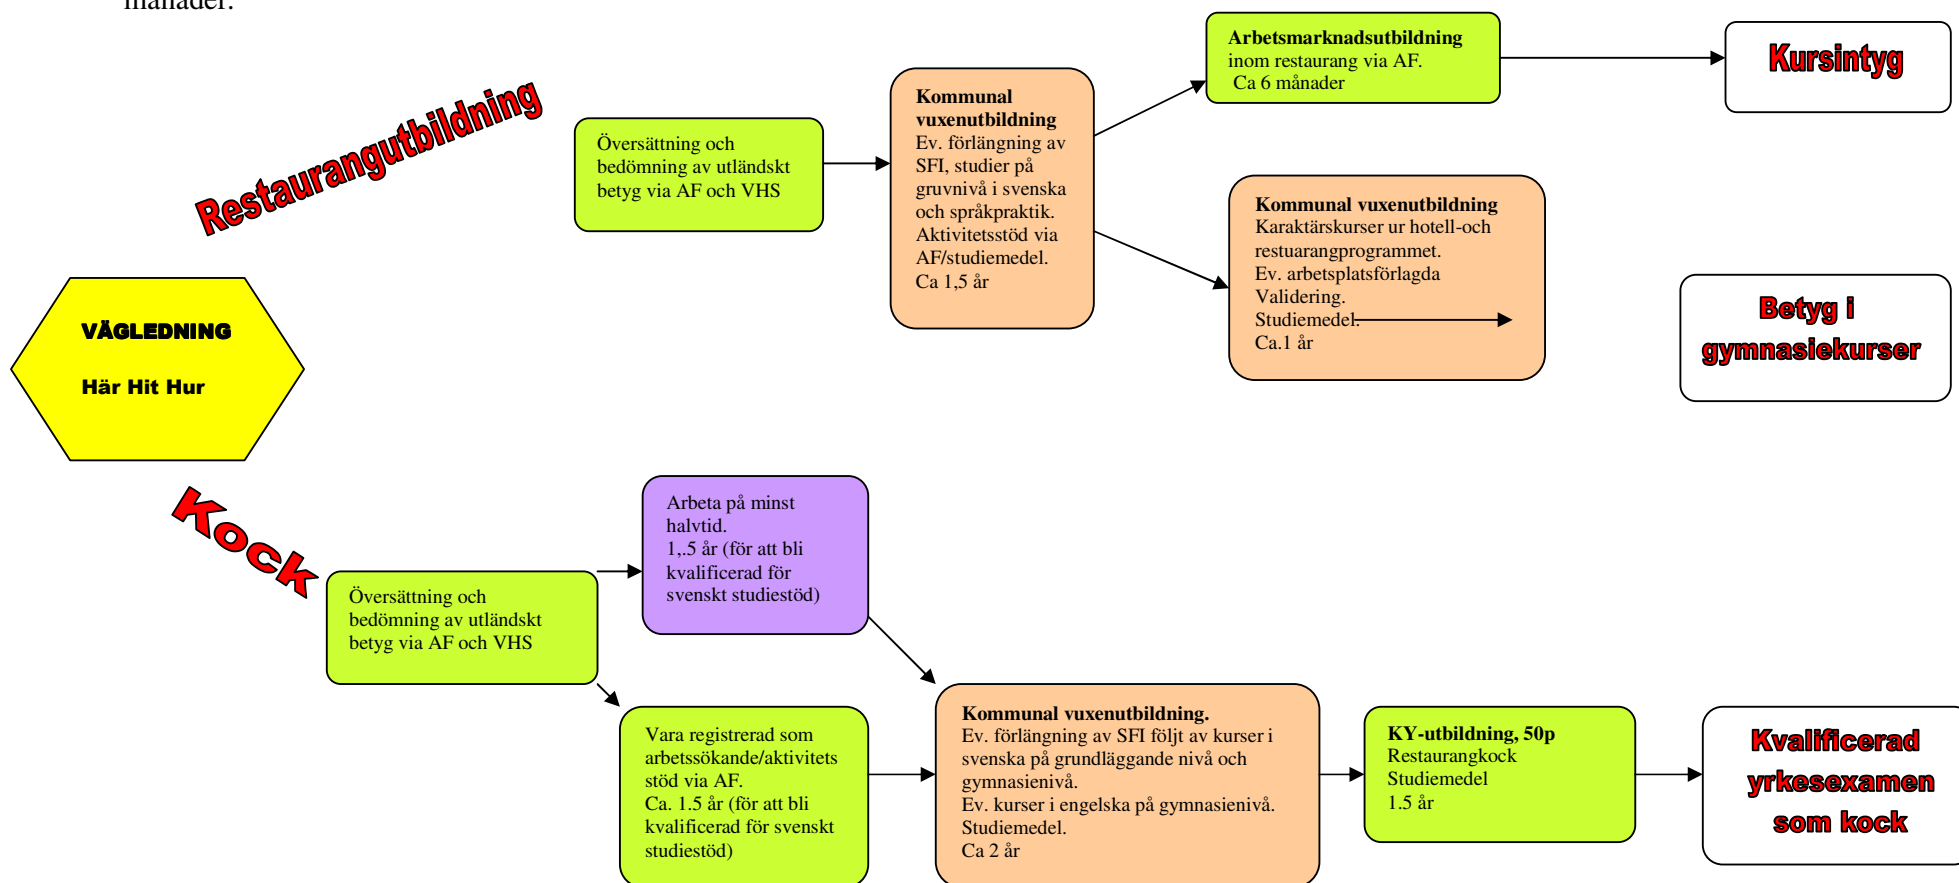 månader.
Restaurangutbildning
Översättning och
bedömning av utländskt
betyg via AF och VHS
Kommunal
vuxenutbildning
Ev. förlängning av
SFI, studier på
gruvnivå i svenska
och språkpraktik.
Aktivitetsstöd via
AF/studiemedel.
Ca 1,5 år
Arbetsmarknadsutbildning
inom restaurang via AF.
Ca 6 månader
Kursintyg
Kommunal vuxenutbildning
Karaktärskurser ur hotell-och
restuarangprogrammet.
Ev. arbetsplatsförlagda
Validering.
Studiemedel.
Ca.1 år
Betyg i
gymnasiekurser
VÄGLEDNING
Här Hit Hur
Kock
Översättning och
bedömning av utländskt
betyg via AF och VHS
Arbeta på minst
halvtid.
1,.5 år (för att bli
kvalificerad för
svenskt studiestöd)
Vara registrerad som
arbetssökande/aktivitets
stöd via AF.
Ca. 1.5 år (för att bli
kvalificerad för svenskt
studiestöd)
Kommunal vuxenutbildning.
Ev. förlängning av SFI följt av kurser i
svenska på grundläggande nivå och
gymnasienivå.
Ev. kurser i engelska på gymnasienivå.
Studiemedel.
Ca 2 år
KY-utbildning, 50p
Restaurangkock
Studiemedel
1.5 år
Kvalificerad
yrkesexamen
som kock